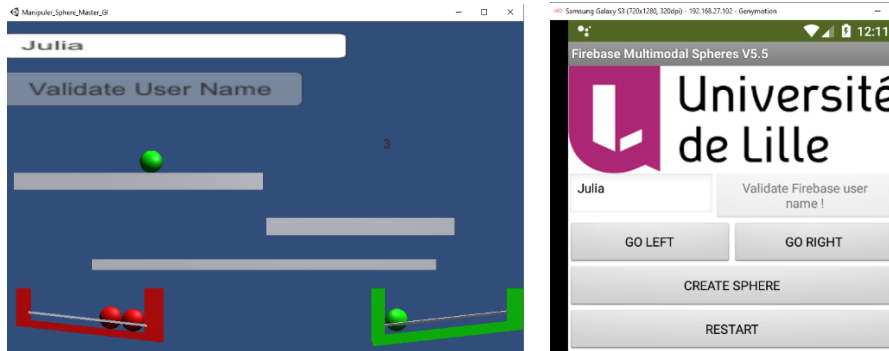 Manipuler_Sphere_Master_GI
Julia
Validate User Name
3
Samsung Galaxy S3 (720x1280, 320dpi) - 192.168.27.102 - Genymotion
12:11
Firebase Multimodal Spheres V5.5
Université
de Lille
Julia
Validate Firebase user
name !
GO LEFT
GO RIGHT
CREATE SPHERE
RESTART